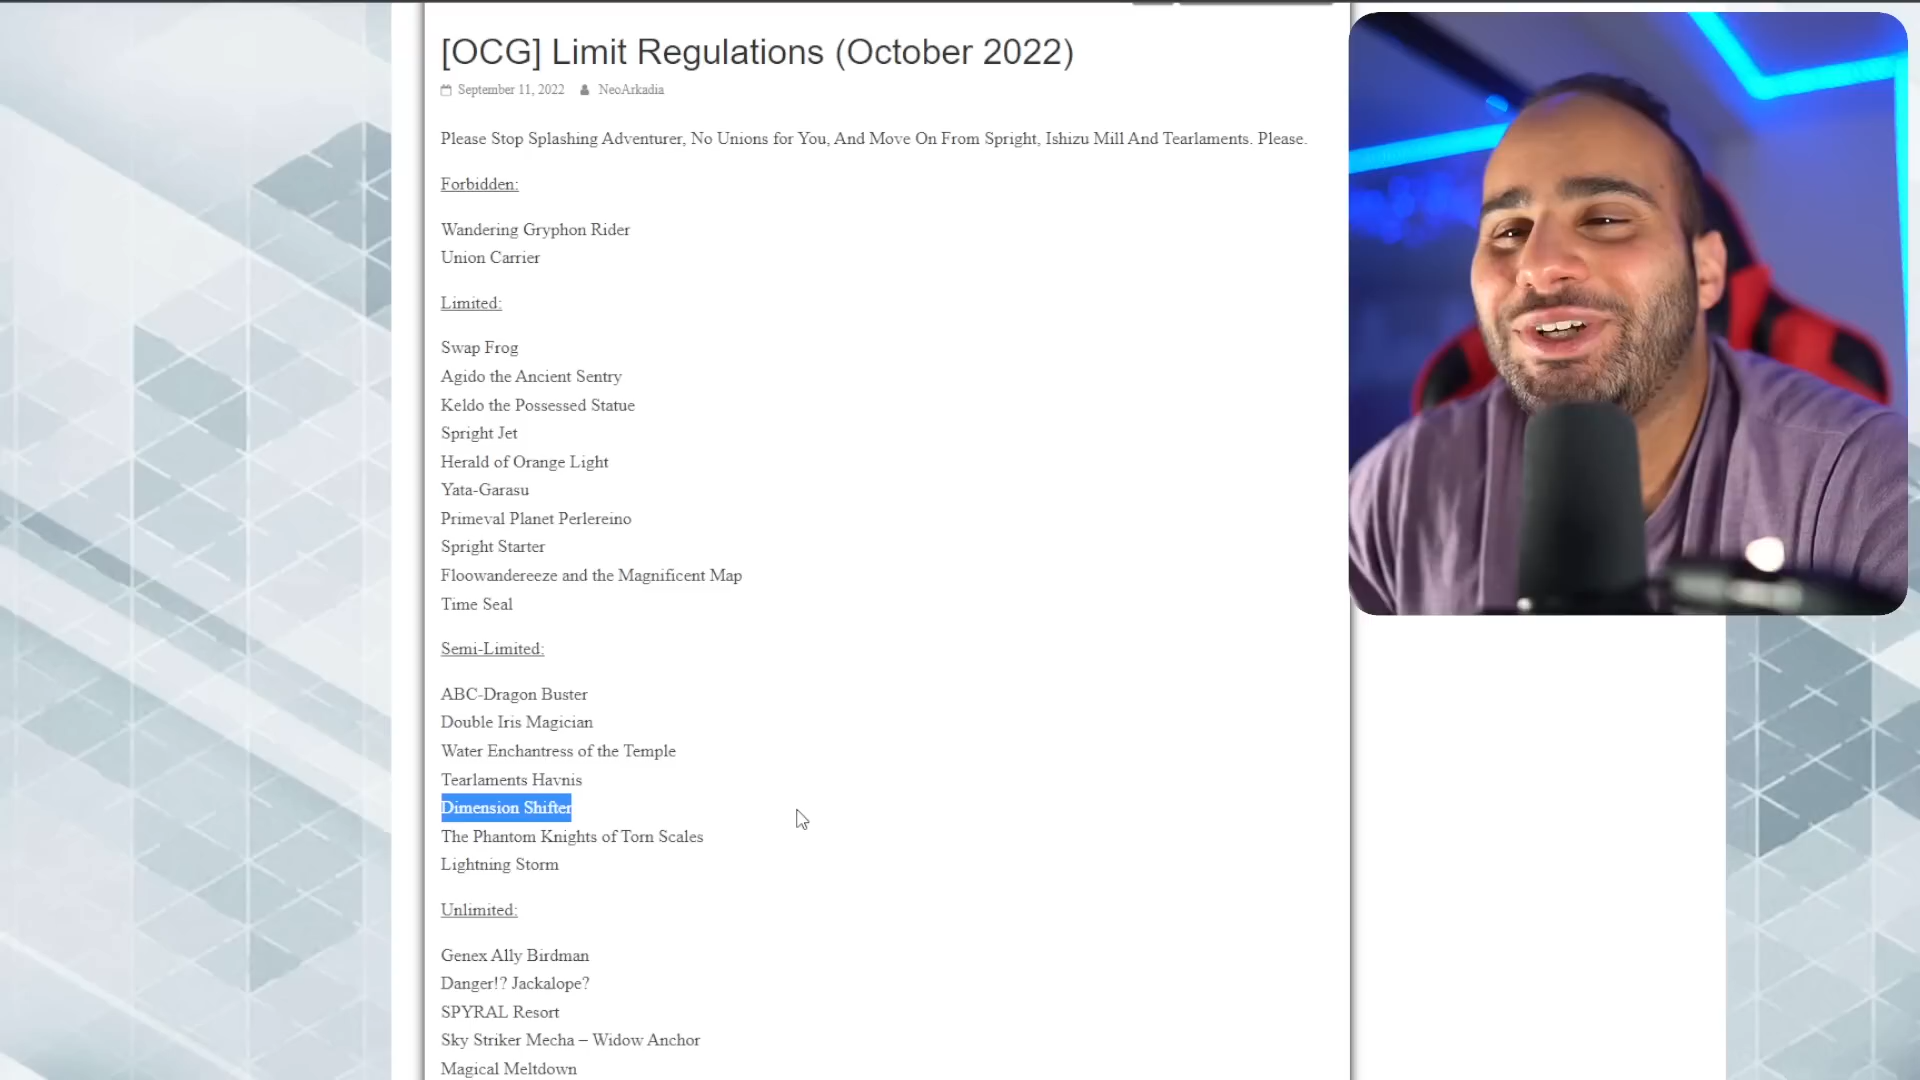 [OCG] Limit Regulations (October 2022)
September 11, 2022 NeoArkadia
Please Stop Splashing Adventurer, No Unions for You, And Move On From Spright, Ishizu Mill And Tearlaments. Please.
Forbidden:
Wandering Gryphon Rider
Union Carrier
Limited:
Swap Frog
Agido the Ancient Sentry
Keldo the Possessed Statue
Spright Jet
Herald of Orange Light
Yata-Garasu
Primeval Planet Perlereino
Spright Starter
Floowandereeze and the Magnificent Map
Time Seal
Semi-Limited:
ABC-Dragon Buster
Double Iris Magician
Water Enchantress of the Temple
Tearlaments Havnis
Dimension Shifter
The Phantom Knights of Torn Scales
Lightning Storm
Unlimited:
Genex Ally Birdman
Danger!? Jackalope?
SPYRAL Resort
Sky Striker Mecha – Widow Anchor
Magical Meltdown